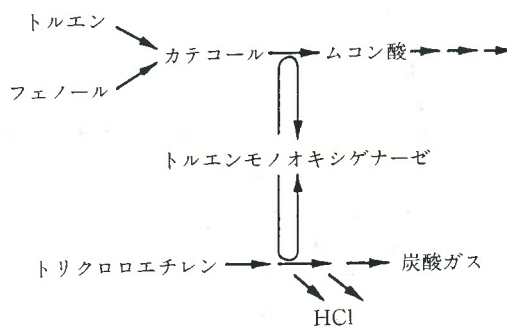 トルエン
カテコール
ムコン酸
フェノール
トルエンモノオキシゲナーゼ
トリクロロエチレン
炭酸ガス
HCl